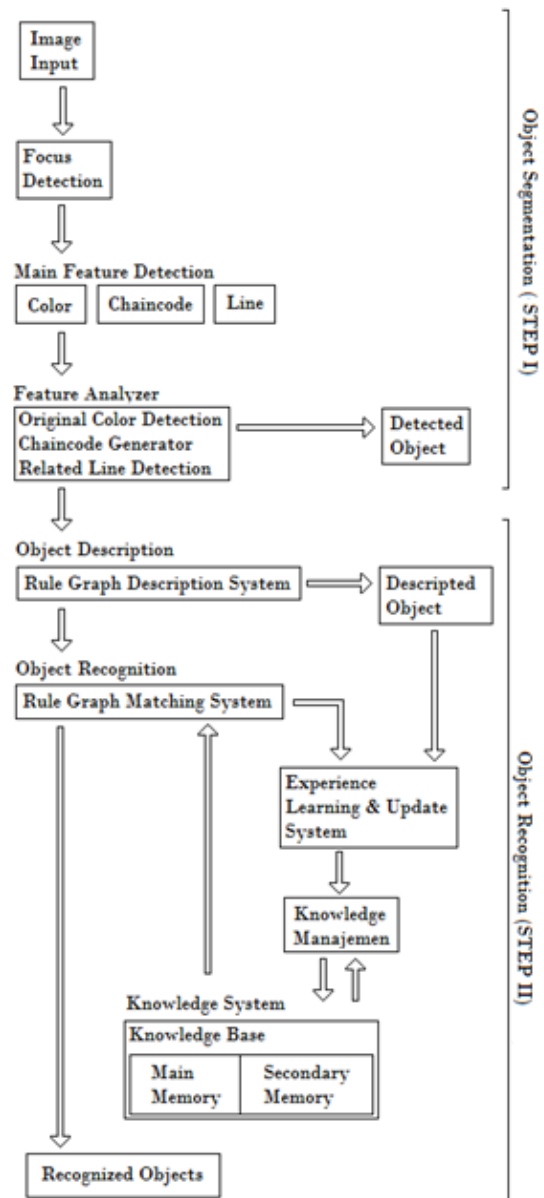 Image
Input
Focus
Detection
Main Feature Detection
Color
Chaincode
Line
Feature Analyzer
Original Color Detection
Chaincode Generator
Related Line Detection
Detected
Object
Object Segmentation ( STEP I)
Object Description
Rule Graph Description System
Descripted
Object
Object Recognition
Rule Graph Matching System
Experience
Learning & Update
System
Knowledge
Manajemen
Knowledge System
Knowledge Base
Main
Memory
Secondary
Memory
Recognized Objects
Object Recognition (STEP II)